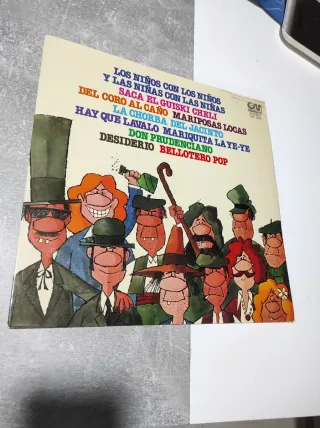 LOS NIÑOS CON LOS NIÑOS
Y LAS NIÑAS CON LAS NIÑAS
SACA EL GUISKI CHELI
DEL CORO AL CAÑO MARIPOSAS LOCAS
LA CHORBA DEL JACINTO
HAY QUE LAVALO MARIQUITA LA YE-YE
DON PRUDENCIANO
DESIDERIO BELLOTERO POP